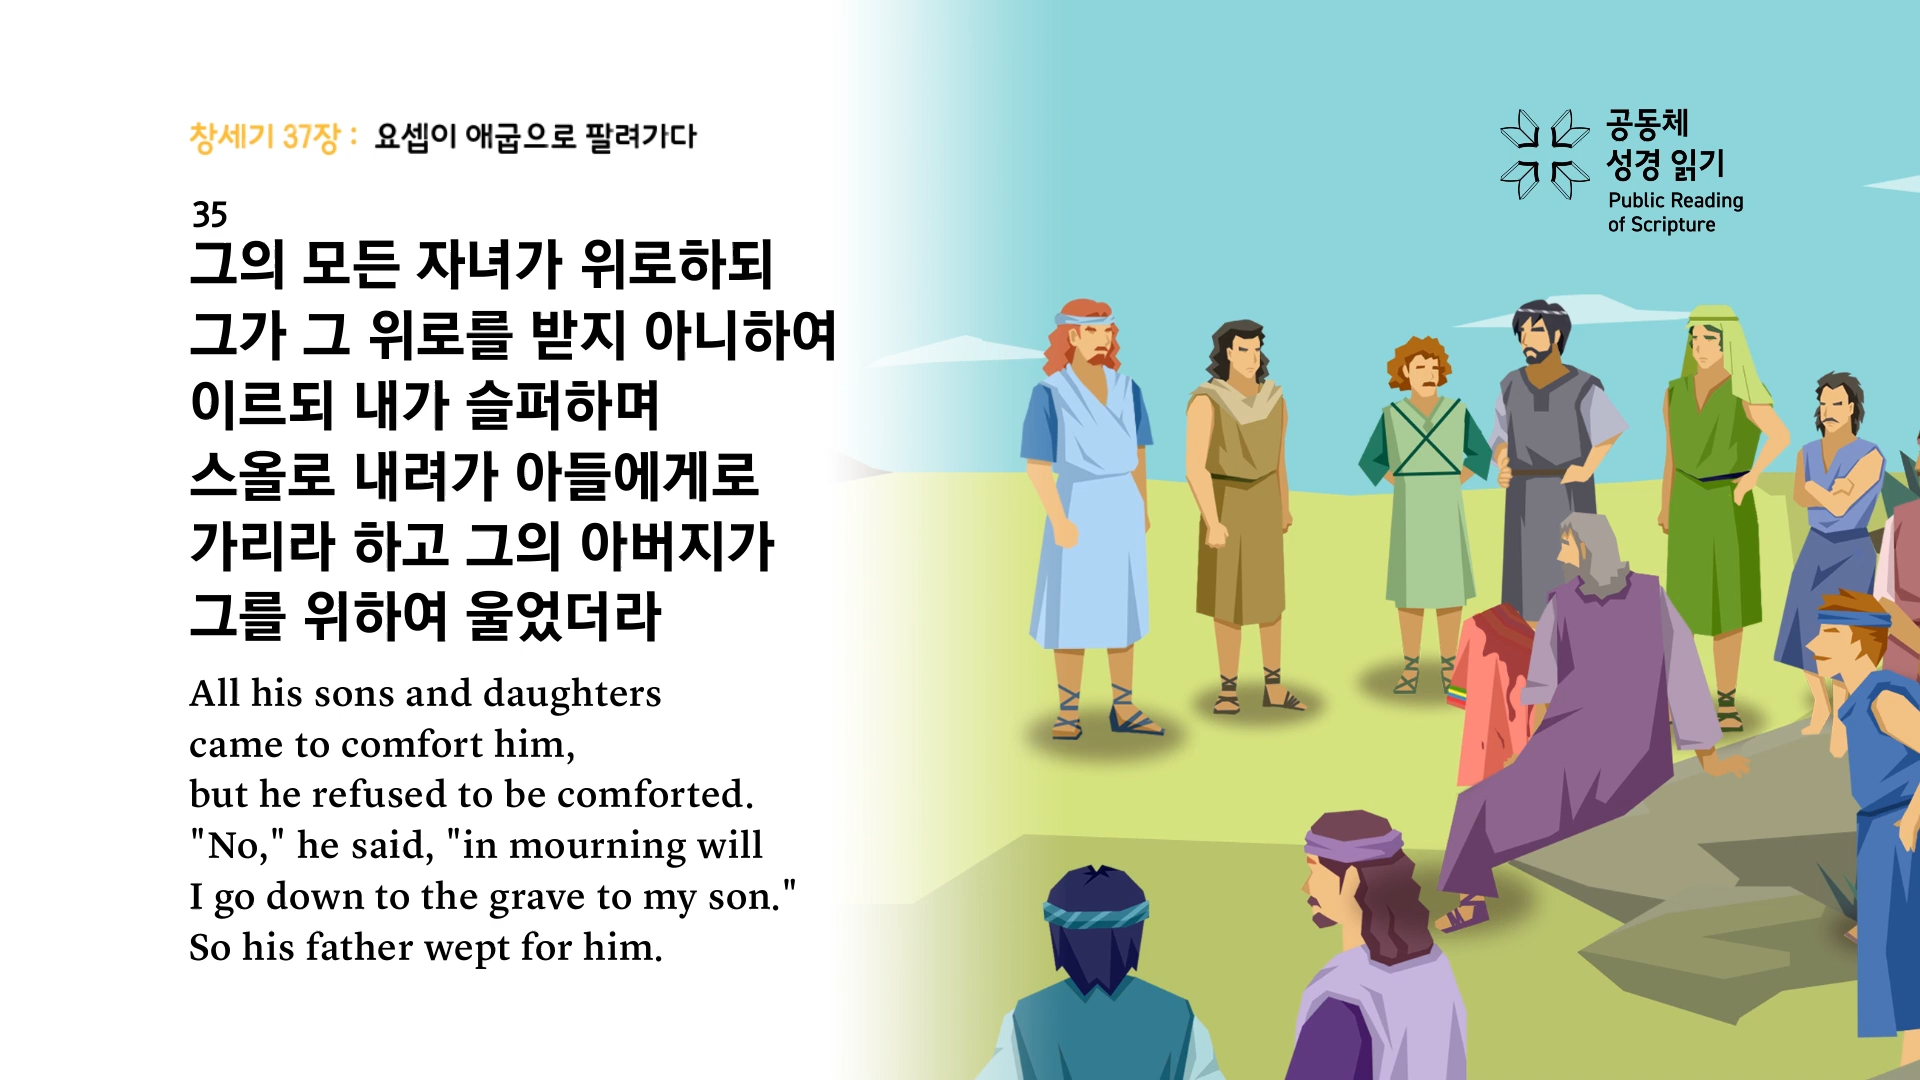 창세기 37장 : 요셉이 애굽으로 팔려가다
35
그의 모든 자녀가 위로하되
그가 그 위로를 받지 아니하여
이르되 내가 슬퍼하며
스올로 내려가 아들에게로
가리라 하고 그의 아버지가
그를 위하여 울었더라
All his sons and daughters
came to comfort him,
but he refused to be comforted.
"No," he said, "in mourning will
I go down to the grave to my son."
So his father wept for him.
공동체
성경 읽기
Public Reading
of Scripture